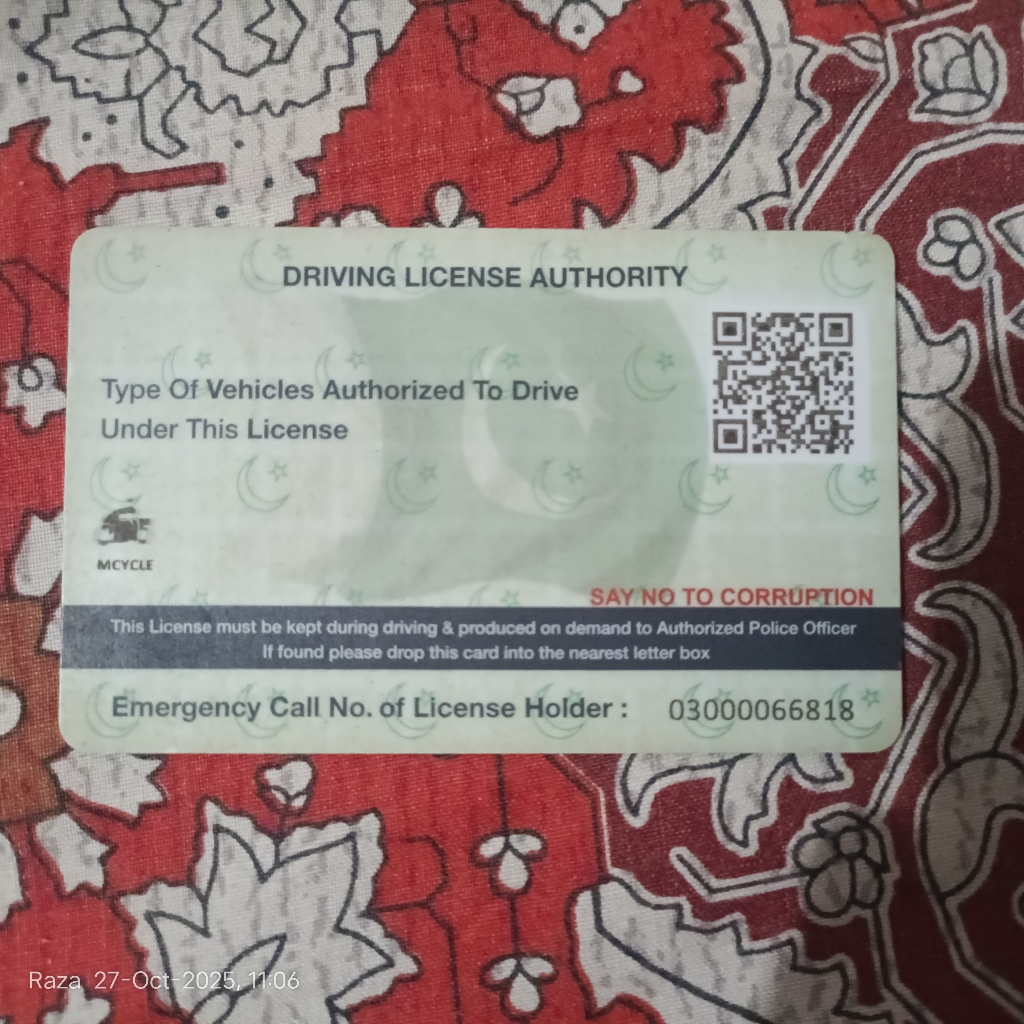 DRIVING LICENSE AUTHORITY
Type Of Vehicles Authorized To Drive
Under This License
MCYCLE
SAY NO TO CORRUPTION
This License must be kept during driving & produced on demand to Authorized Police Officer
If found please drop this card into the nearest letter box
Emergency Call No. of License Holder : 03000066818
Raza 27-Oct-2025, 11:06